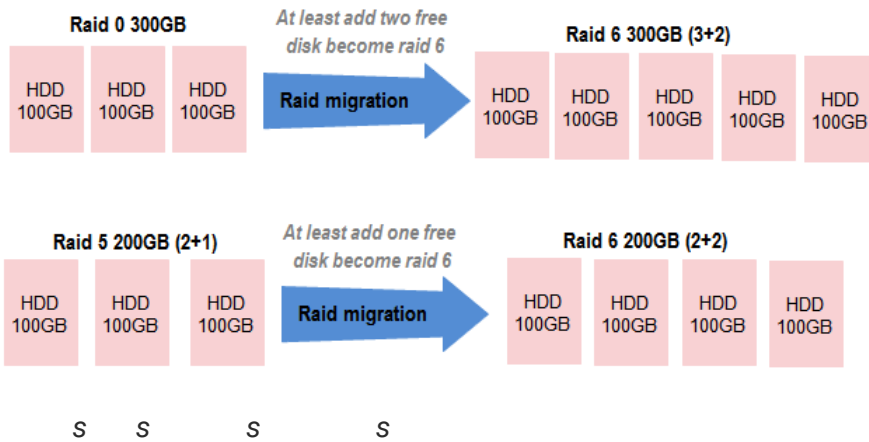 Raid 0 300GB
At least add two free
disk become raid 6
Raid 6 300GB (3+2)
HDD
100GB
HDD
100GB
HDD
100GB
Raid migration
HDD
100GB
HDD
100GB
HDD
100GB
HDD
100GB
HDD
100GB
Raid 5 200GB (2+1)
At least add one free
disk become raid 6
Raid 6 200GB (2+2)
HDD
100GB
HDD
100GB
HDD
100GB
Raid migration
HDD
100GB
HDD
100GB
HDD
100GB
HDD
100GB
S S S S